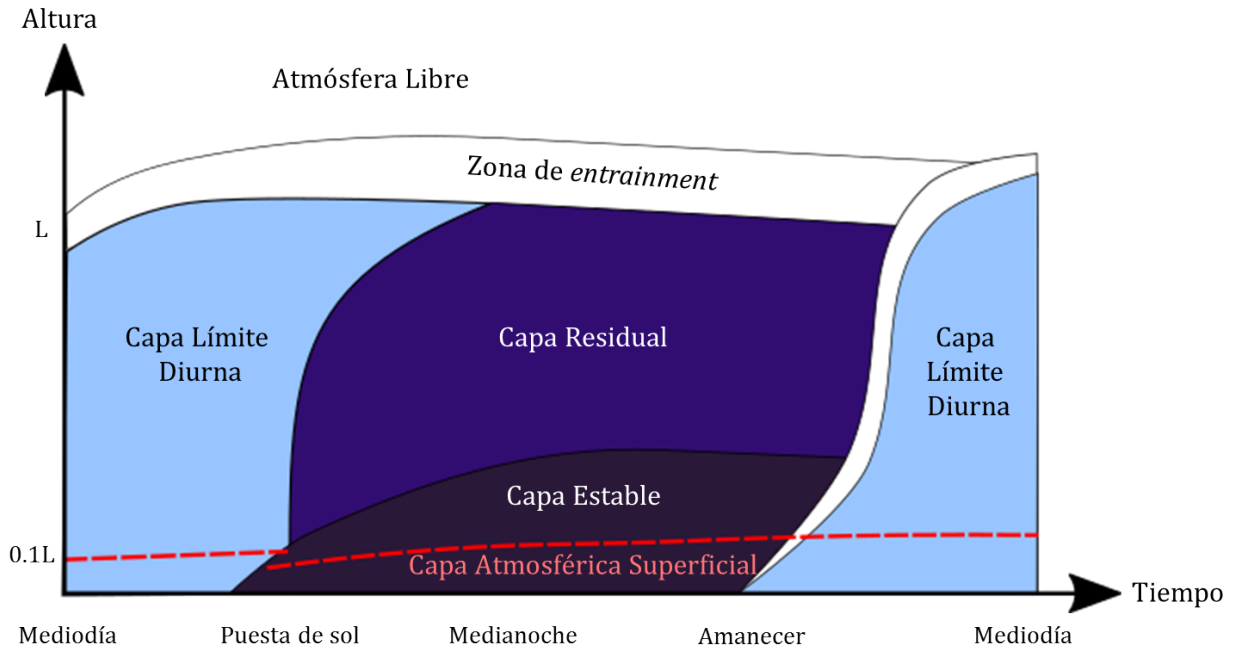 Altura
Atmósfera Libre
Zona de entrainment
L
Capa Límite
Diurna
Capa Residual
Capa
Límite
Diurna
Capa Estable
0.1L
Capa Atmosférica Superficial
Tiempo
Mediodía
Puesta de sol
Medianoche
Amanecer
Mediodía